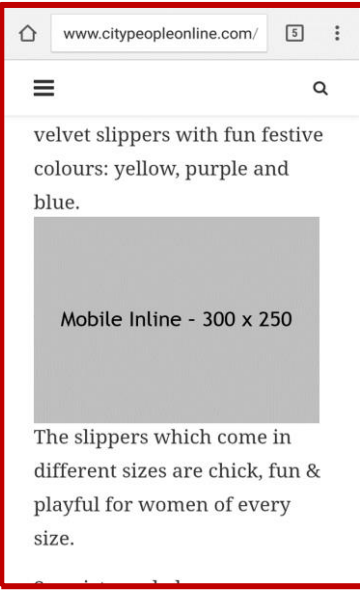 www.citypeopleonline.com/
5
velvet slippers with fun festive
colours: yellow, purple and
blue.
Mobile Inline – 300 x 250
The slippers which come in
different sizes are chick, fun &
playful for women of every
size.